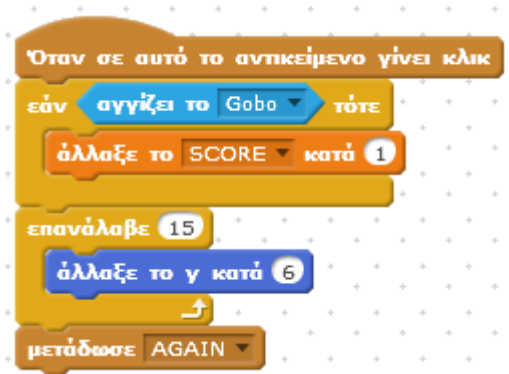 Όταν σε αυτό το αντικείμενο γίνει κλικ
εάν αγγίζει το Gobo τότε
άλλαξε το SCORE κατά 1
επανάλαβε 15
άλλαξε το y κατά 6
μετάδωσε AGAIN